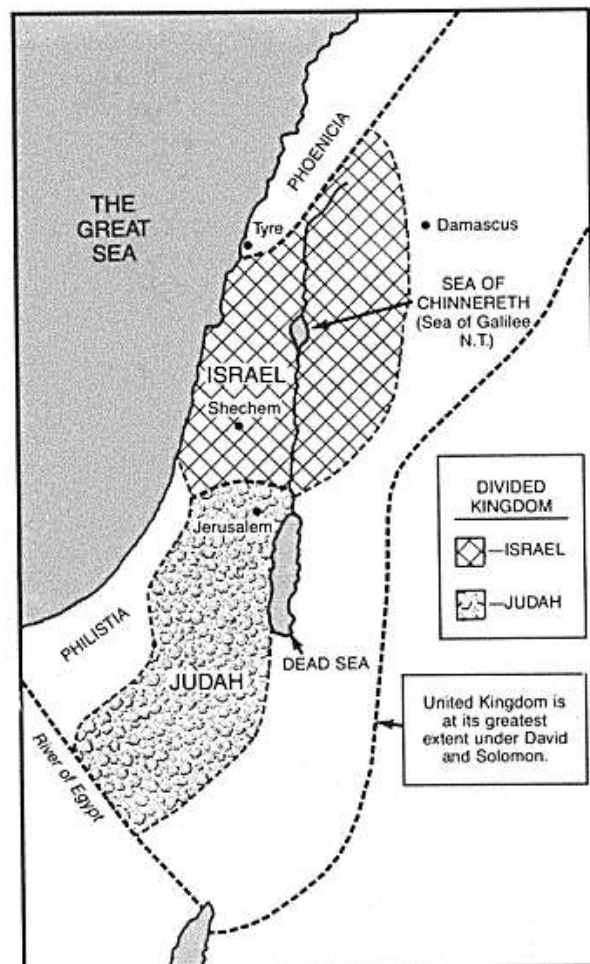 PHOENICIA
THE
GREAT
SEA
Tyre
Damascus
SEA OF
CHINNERETH
(Sea of Galilee
N.T.)
ISRAEL
Shechem
DIVIDED
KINGDOM
—ISRAEL
—JUDAH
Jerusalem
PHILISTIA
DEAD SEA
JUDAH
United Kingdom is
at its greatest
extent under David
and Solomon.
River of Egypt